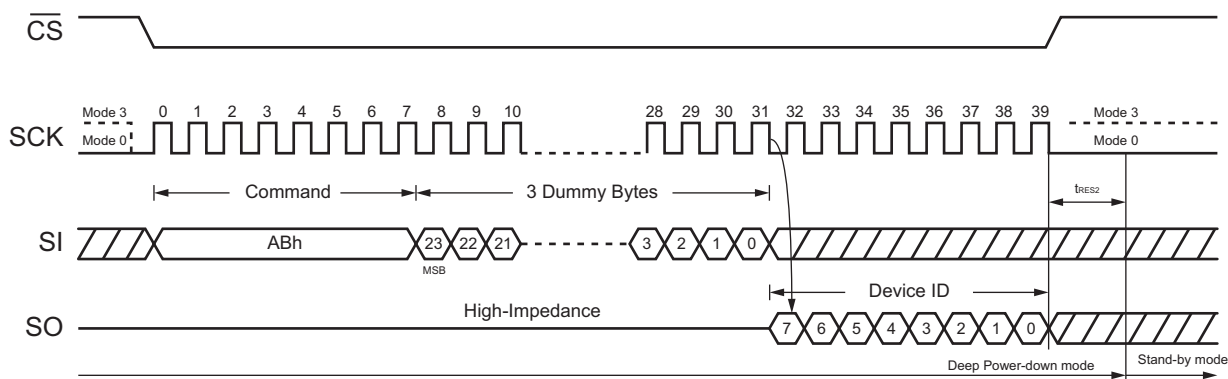 CS
Mode 3 0 1 2 3 4 5 6 7 8 9 10 28 29 30 31 32 33 34 35 36 37 38 39 Mode 3
SCK
Mode 0 Mode 0
Command 3 Dummy Bytes tRES2
SI ABh 23 22 21 3 2 1 0
MSB
Device ID
High-Impedance
SO 7 6 5 4 3 2 1 0
Deep Power-down mode Stand-by mode